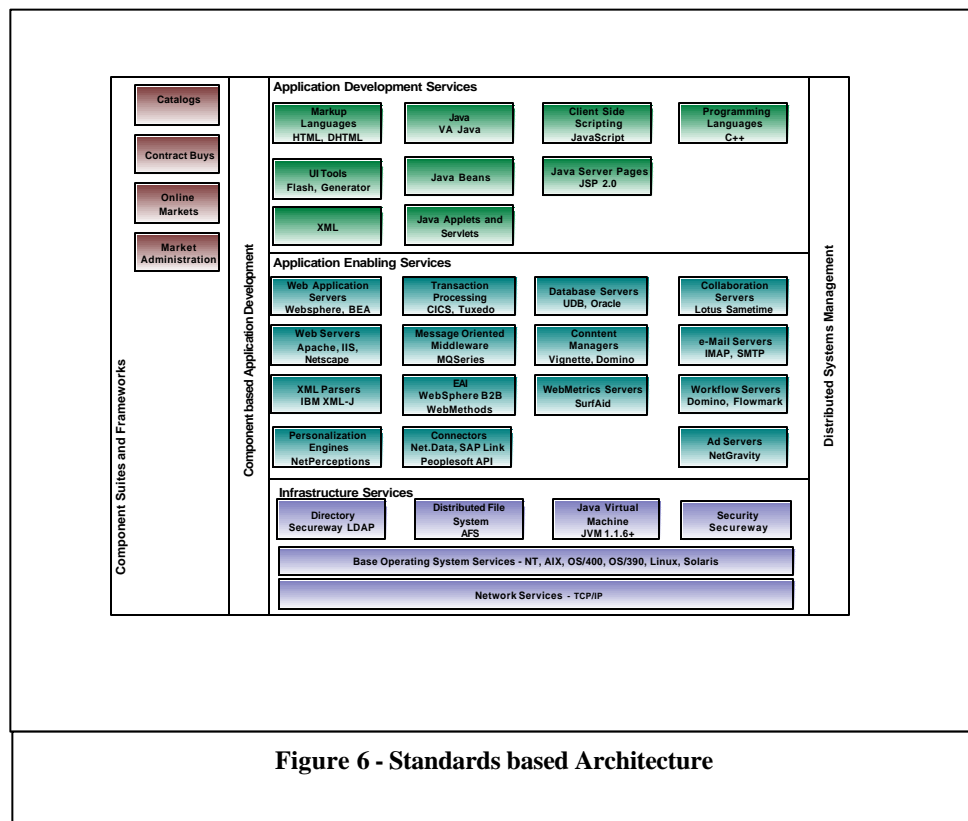 Component Suites and Frameworks
Catalogs
Contract Buys
Online
Markets
Market
Administration
Component based Application Development
Application Development Services
Markup
Languages
HTML, DHTML
Java
VA Java
Client Side
Scripting
JavaScript
Programming
Languages
C++
UI Tools
Flash, Generator
Java Beans
Java Server Pages
JSP 2.0
XML
Java Applets and
Servlets
Application Enabling Services
Web Application
Servers
Websphere, BEA
Transaction
Processing
CICS, Tuxedo
Database Servers
UDB, Oracle
Collaboration
Servers
Lotus Sametime
Web Servers
Apache, IIS,
Netscape
Message Oriented
Middleware
MQSeries
Conntent
Managers
Vignette, Domino
e-Mail Servers
IMAP, SMTP
XML Parsers
IBM XML-J
EAI
WebSphere B2B
WebMethods
WebMetrics Servers
SurfAid
Workflow Servers
Domino, Flowmark
Personalization
Engines
NetPerceptions
Connectors
Net.Data, SAP Link
Peoplesoft API
Ad Servers
NetGravity
Infrastructure Services
Directory
Secureway LDAP
Distributed File
System
AFS
Java Virtual
Machine
JVM 1.1.6+
Security
Secureway
Base Operating System Services - NT, AIX, OS/400, OS/390, Linux, Solaris
Network Services - TCP/IP
Distributed Systems Management
Figure 6 - Standards based Architecture